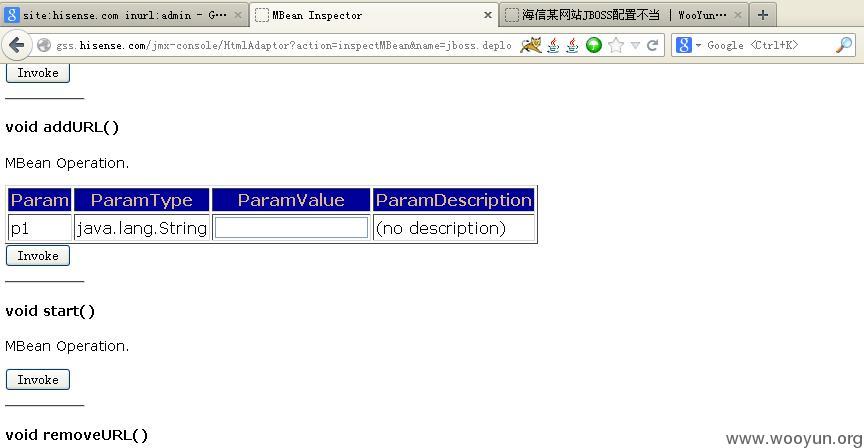 site:hisense.com inurl:admin - G...
MBean Inspector
海信某网站JBOSS配置不当 | WooYun...
gss.hisense.com/jmx-console/HtmlAdaptor?action=inspectMBean&name=jboss.deplo
Google <Ctrl+K>
Invoke
void addURL()
MBean Operation.
Param ParamType ParamValue ParamDescription
p1 java.lang.String (no description)
Invoke
void start()
MBean Operation.
Invoke
void removeURL()
www.wooyun.org